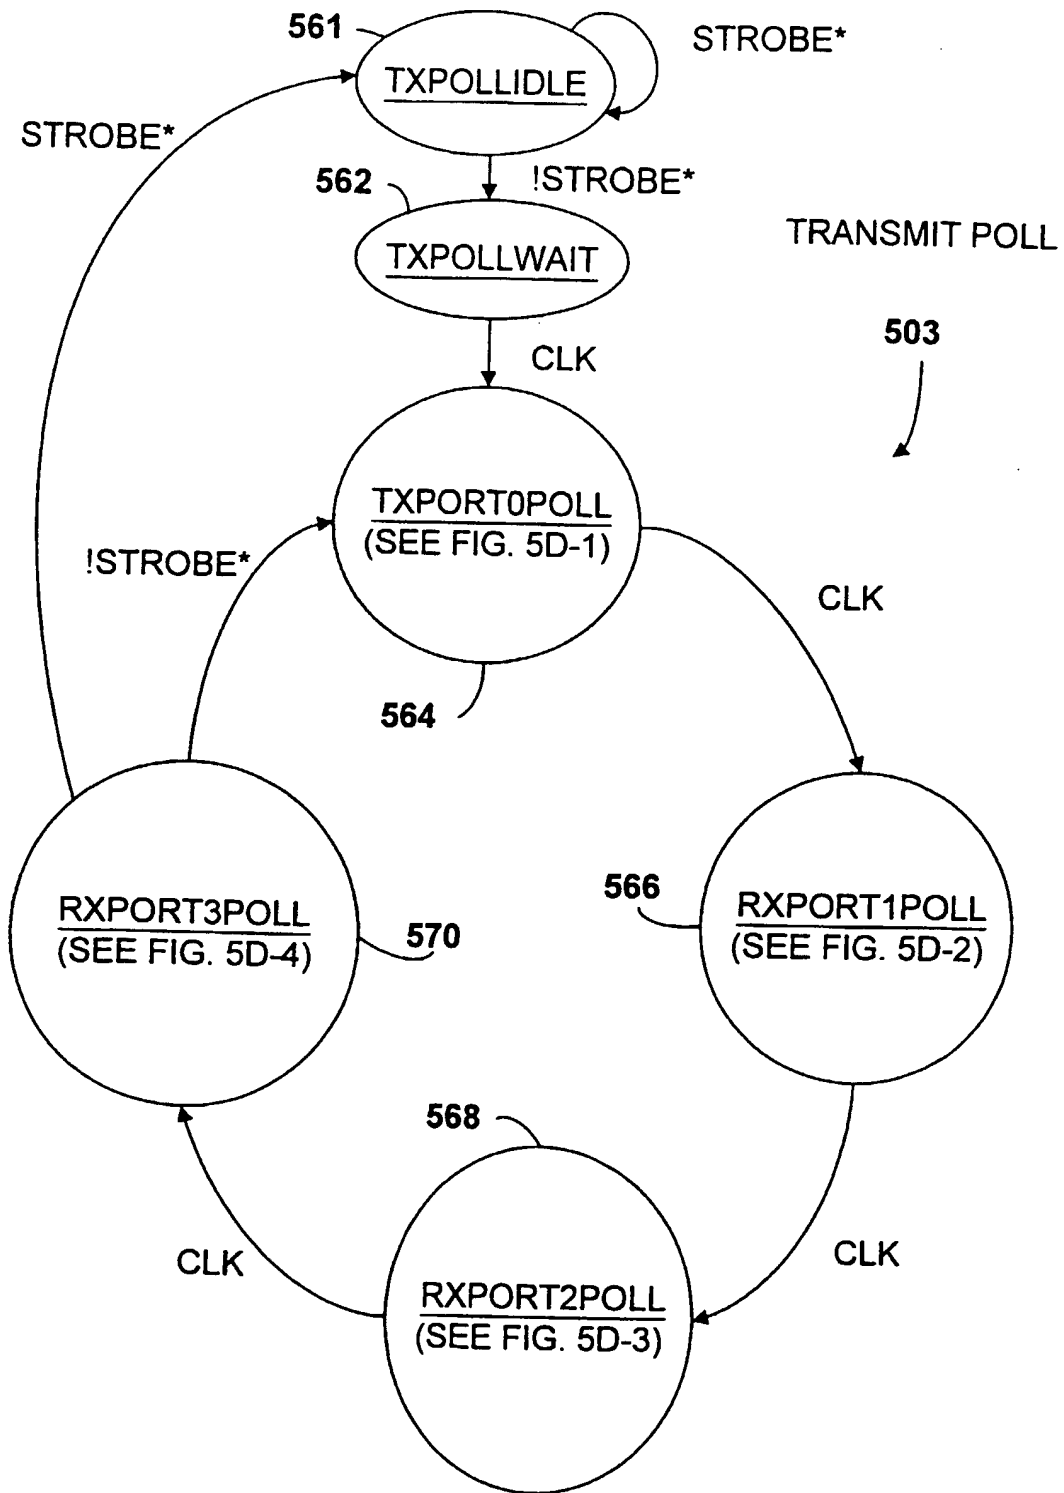 561
STROBE*
TXPOLLIDLE
STROBE*
562
!STROBE*
TRANSMIT POLL
TXPOLLWAIT
503
CLK
TXPORT0POLL
(SEE FIG. 5D-1)
!STROBE*
CLK
564
RXPORT3POLL
(SEE FIG. 5D-4)
570
566
RXPORT1POLL
(SEE FIG. 5D-2)
568
CLK
CLK
RXPORT2POLL
(SEE FIG. 5D-3)